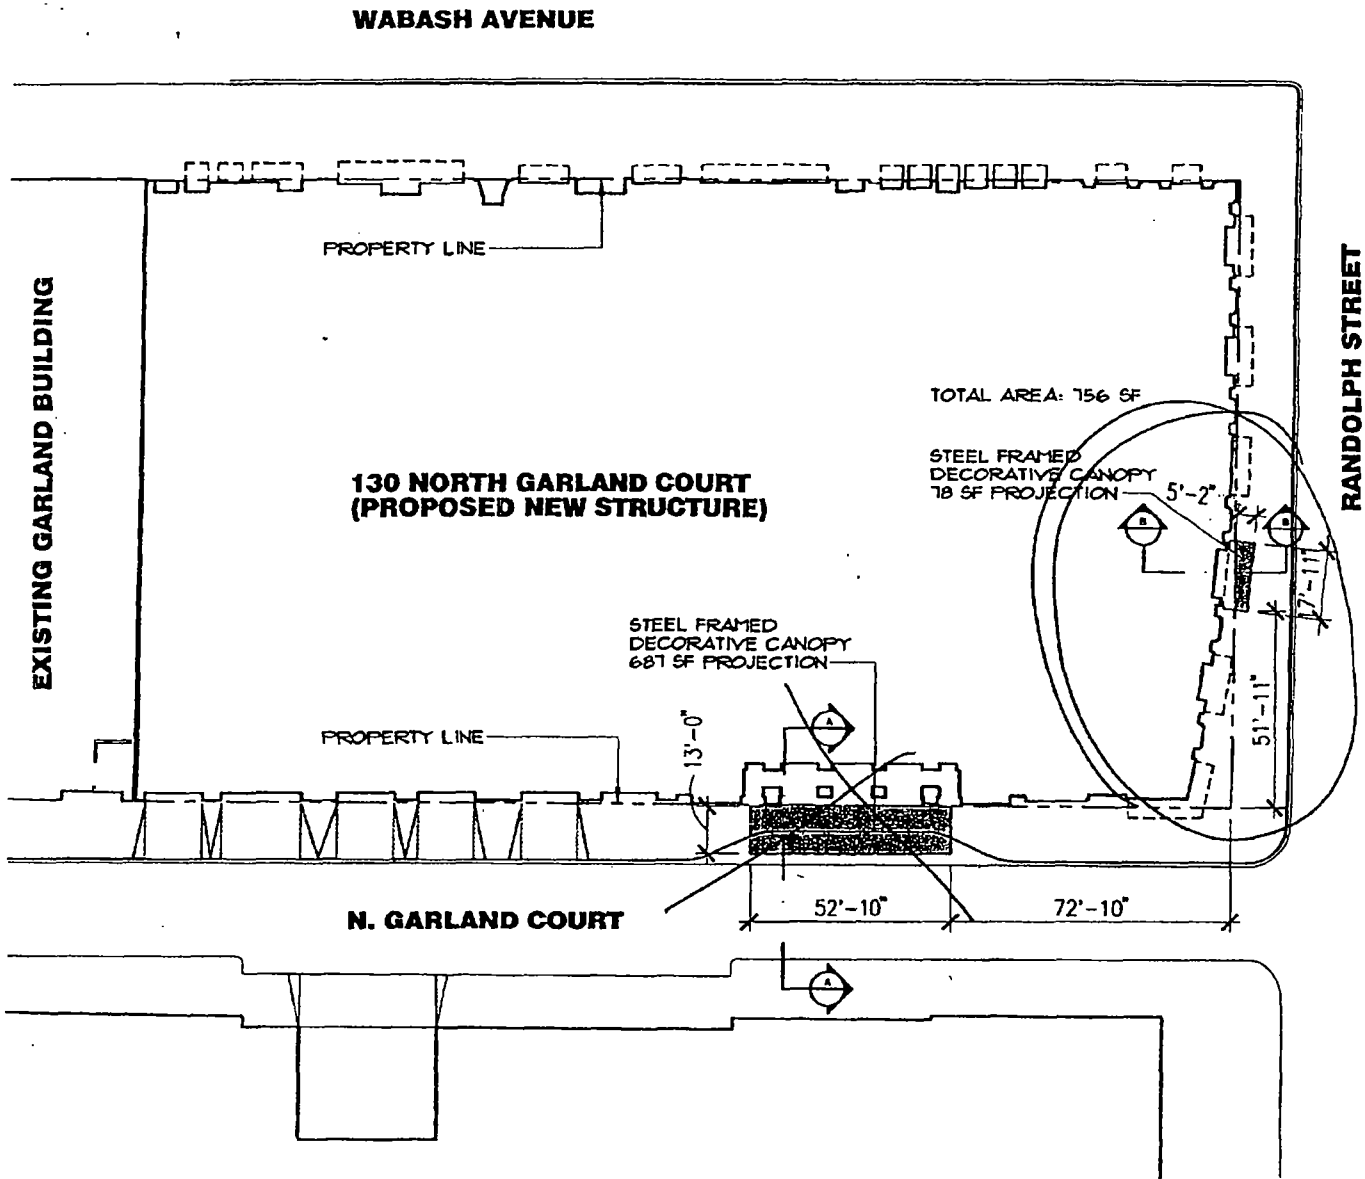 WABASH AVENUE
PROPERTY LINE
EXISTING GARLAND BUILDING
RANDOLPH STREET
TOTAL AREA: 756 SF
STEEL FRAMED
DECORATIVE CANOPY
78 SF PROJECTION
5'-2"
130 NORTH GARLAND COURT
(PROPOSED NEW STRUCTURE)
B
B
17'-11"
STEEL FRAMED
DECORATIVE CANOPY
687 SF PROJECTION
51'-11"
13'-0"
A
PROPERTY LINE
52'-10"
72'-10"
N. GARLAND COURT
A